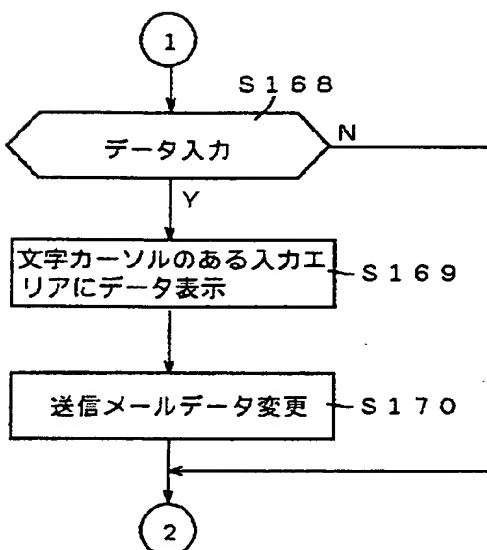 1
S168
データ入力
N
Y
文字カーソルのある入力エ
リアにデータ表示
S169
送信メールデータ変更
S170
2